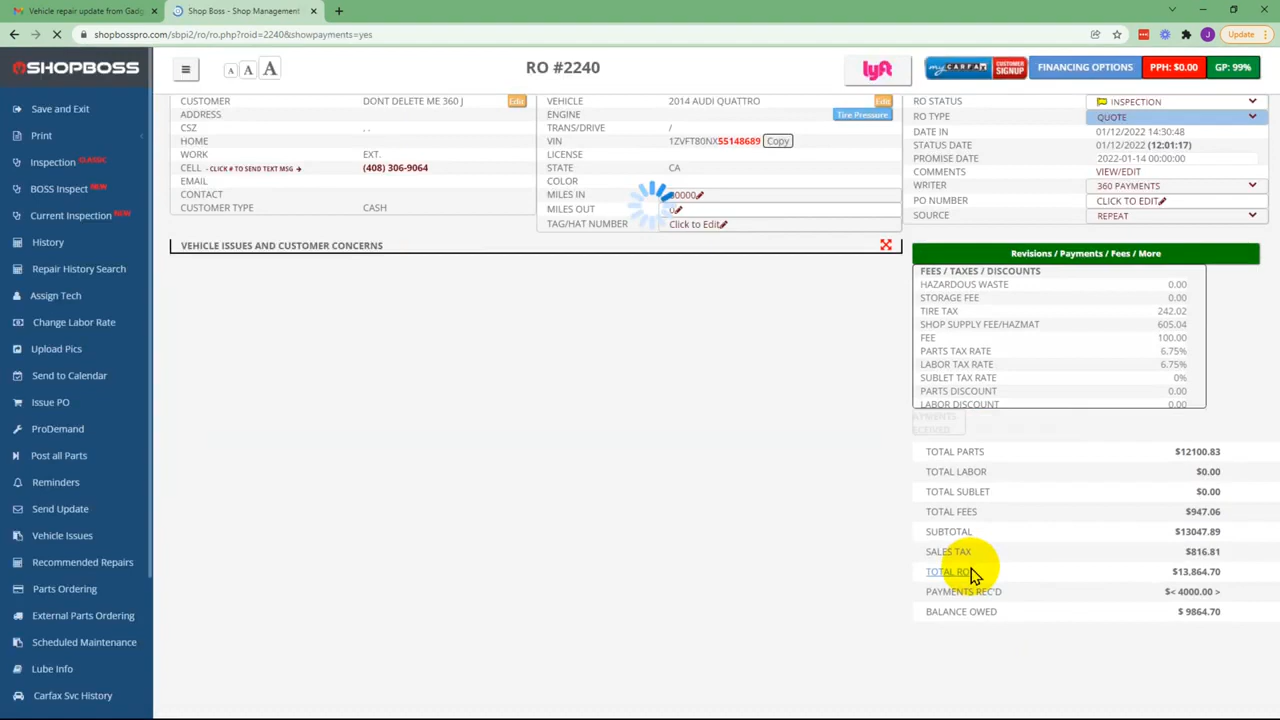 Vehicle repair update from Gadg
Shop Boss - Shop Management
shopbosspro.com/sbpi2/ro/ro.php?roid=2240&showpayments=yes
J
Update
SHOPBOSS
A A A
RO #2240
lyft
myCARFAX
CUSTOMER SIGNUP
FINANCING OPTIONS
PPH: $0.00
GP: 99%
Save and Exit
Print
Inspection CLASSIC
BOSS Inspect NEW
Current Inspection NEW
History
Repair History Search
Assign Tech
Change Labor Rate
Upload Pics
Send to Calendar
Issue PO
ProDemand
Post all Parts
Reminders
Send Update
Vehicle Issues
Recommended Repairs
Parts Ordering
External Parts Ordering
Scheduled Maintenance
Lube Info
Carfax Svc History
CUSTOMER DONT DELETE ME 360 J Edit
ADDRESS
CSZ , .
HOME
WORK EXT.
CELL - CLICK # TO SEND TEXT MSG → (408) 306-9064
EMAIL
CONTACT
CUSTOMER TYPE CASH
VEHICLE 2014 AUDI QUATTRO Edit
ENGINE Tire Pressure
TRANS/DRIVE /
VIN 1ZVFT80NX55148689 Copy
LICENSE
STATE CA
COLOR
MILES IN 0000
MILES OUT 0
TAG/HAT NUMBER Click to Edit
RO STATUS INSPECTION
RO TYPE QUOTE
DATE IN 01/12/2022 14:30:48
STATUS DATE (12:01:17)
PROMISE DATE 2022-01-14 00:00:00
COMMENTS VIEW/EDIT
WRITER 360 PAYMENTS
PO NUMBER CLICK TO EDIT
SOURCE REPEAT
VEHICLE ISSUES AND CUSTOMER CONCERNS
Revisions / Payments / Fees / More
FEES / TAXES / DISCOUNTS
HAZARDOUS WASTE 0.00
STORAGE FEE 0.00
TIRE TAX 242.02
SHOP SUPPLY FEE/HAZMAT 605.04
FEE 100.00
PARTS TAX RATE 6.75%
LABOR TAX RATE 6.75%
SUBLET TAX RATE 0%
PARTS DISCOUNT 0.00
LABOR DISCOUNT 0.00
AYMENTS
ECEIVED
TOTAL PARTS $12100.83
TOTAL LABOR $0.00
TOTAL SUBLET $0.00
TOTAL FEES $947.06
SUBTOTAL $13047.89
SALES TAX $816.81
TOTAL RO $13,864.70
PAYMENTS REC'D $< 4000.00 >
BALANCE OWED $ 9864.70